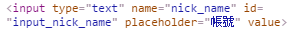 <input type="text" name="nick_name" id=
"input_nick_name" placeholder="帳號" value>